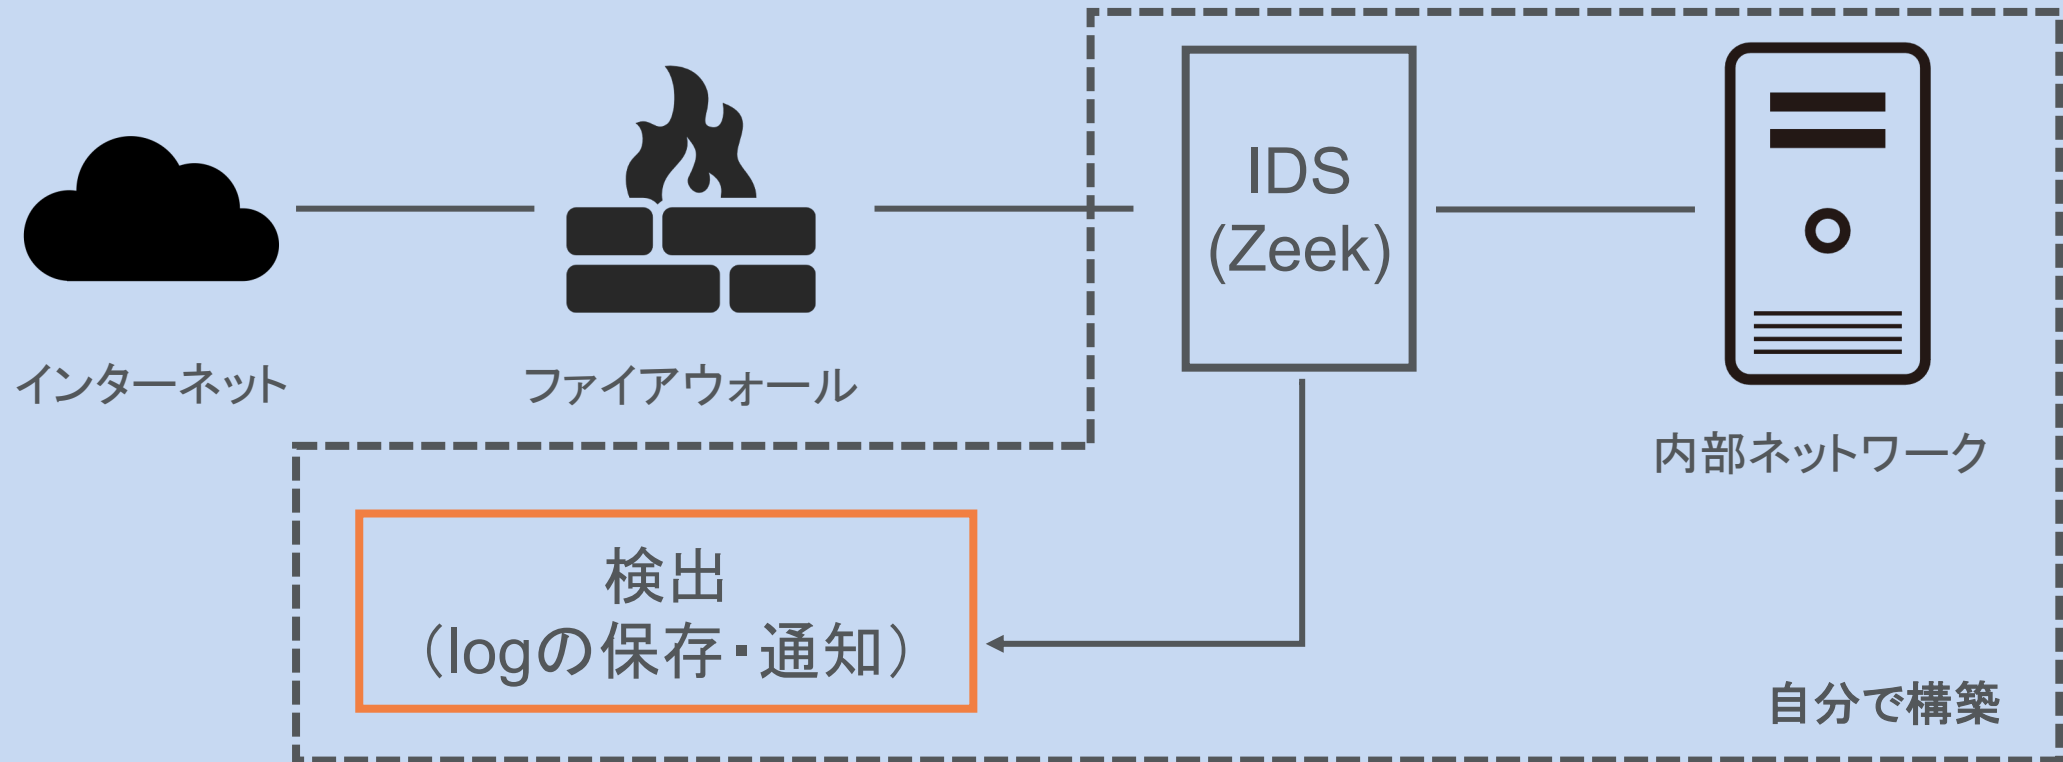 IDS
(Zeek)
インターネット
ファイアウォール
内部ネットワーク
検出
（logの保存・通知）
自分で構築